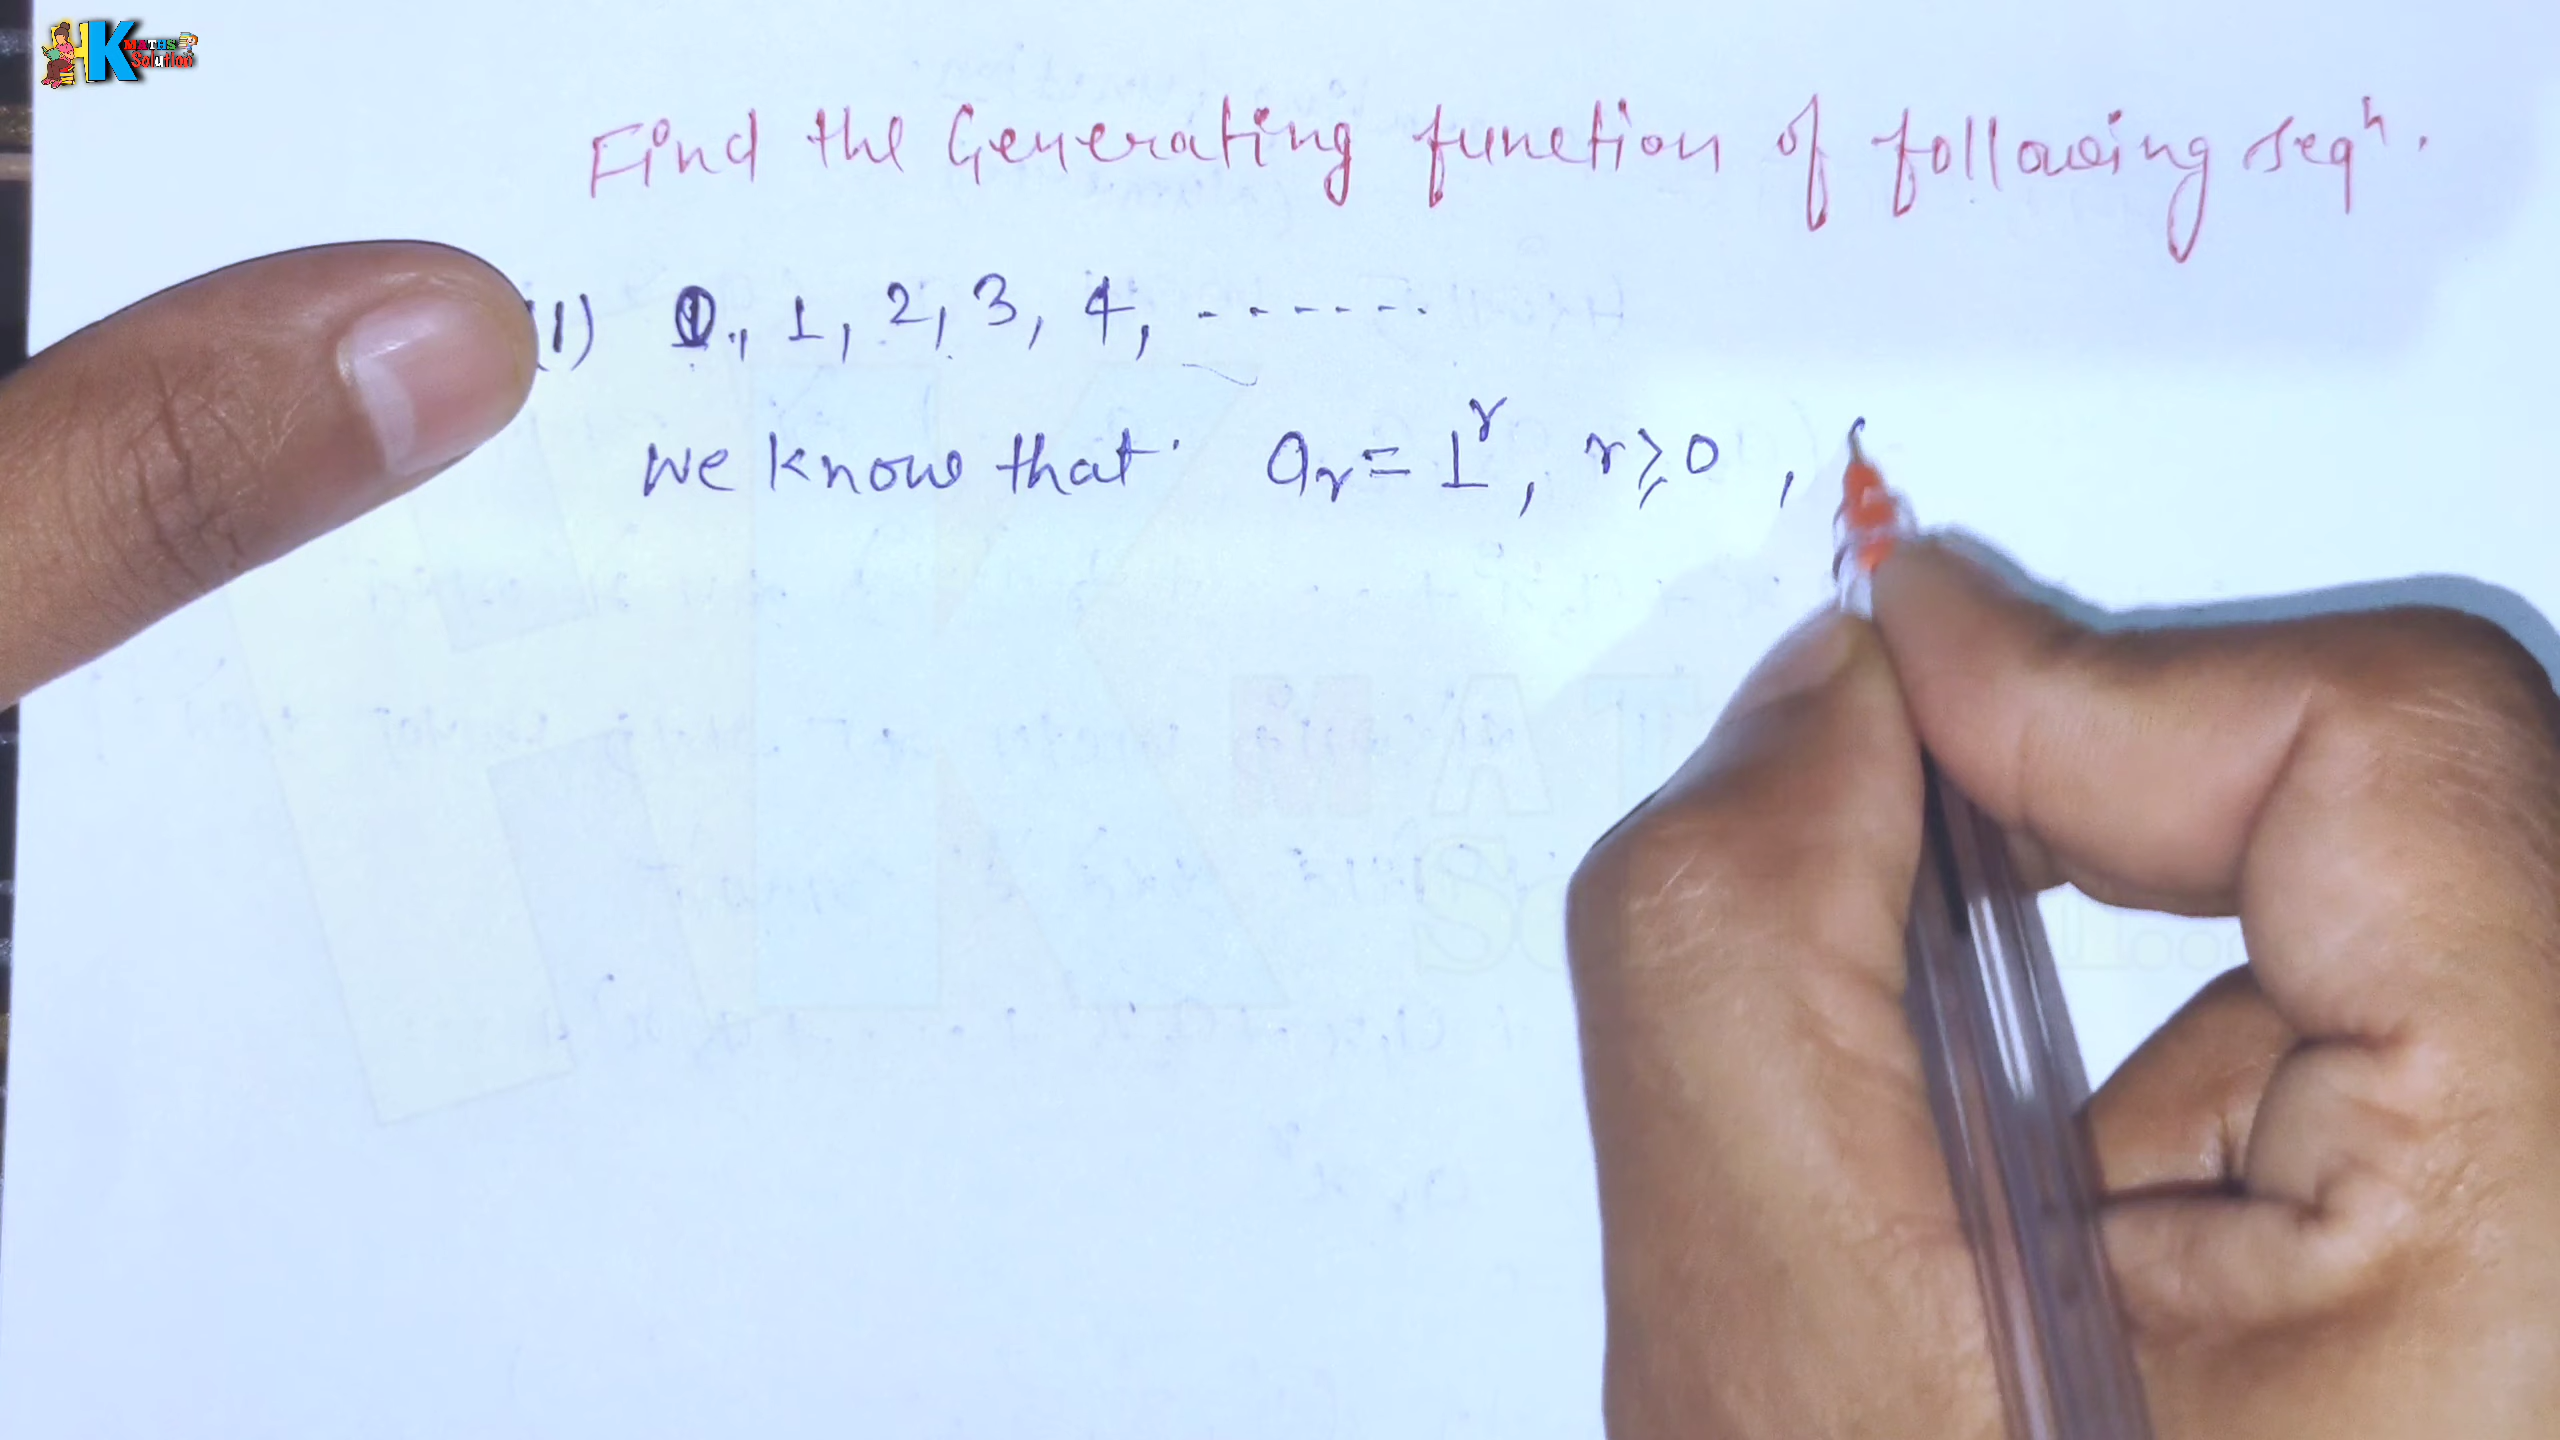 HK MATHS Solution
Find the Generating function of following seqⁿ.
(1) 0, 1, 2, 3, 4, -------
we know that aᵣ = 1ʳ, r ≥ 0 ,